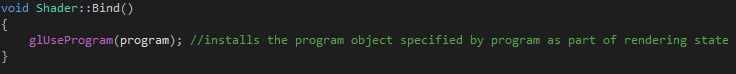 void Shader::Bind()
{
glUseProgram(program); //installs the program object specified by program as part of rendering state
}